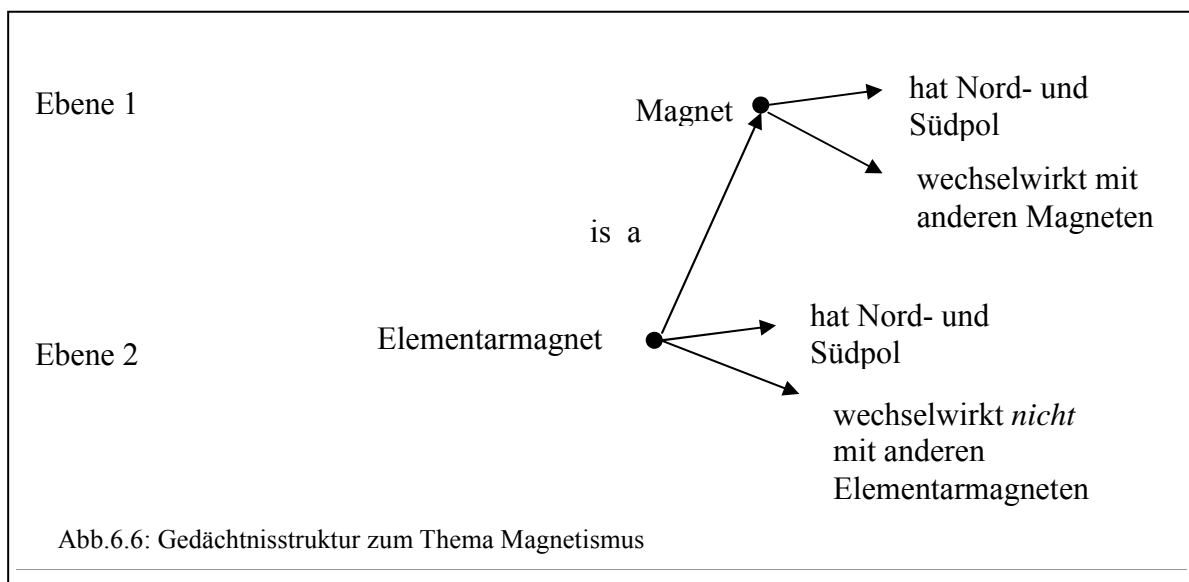 Ebene 1
Magnet
hat Nord- und
Südpol
wechselwirkt mit
anderen Magneten
is a
Ebene 2
Elementarmagnet
hat Nord- und
Südpol
wechselwirkt nicht
mit anderen
Elementarmagneten
Abb.6.6: Gedächtnisstruktur zum Thema Magnetismus